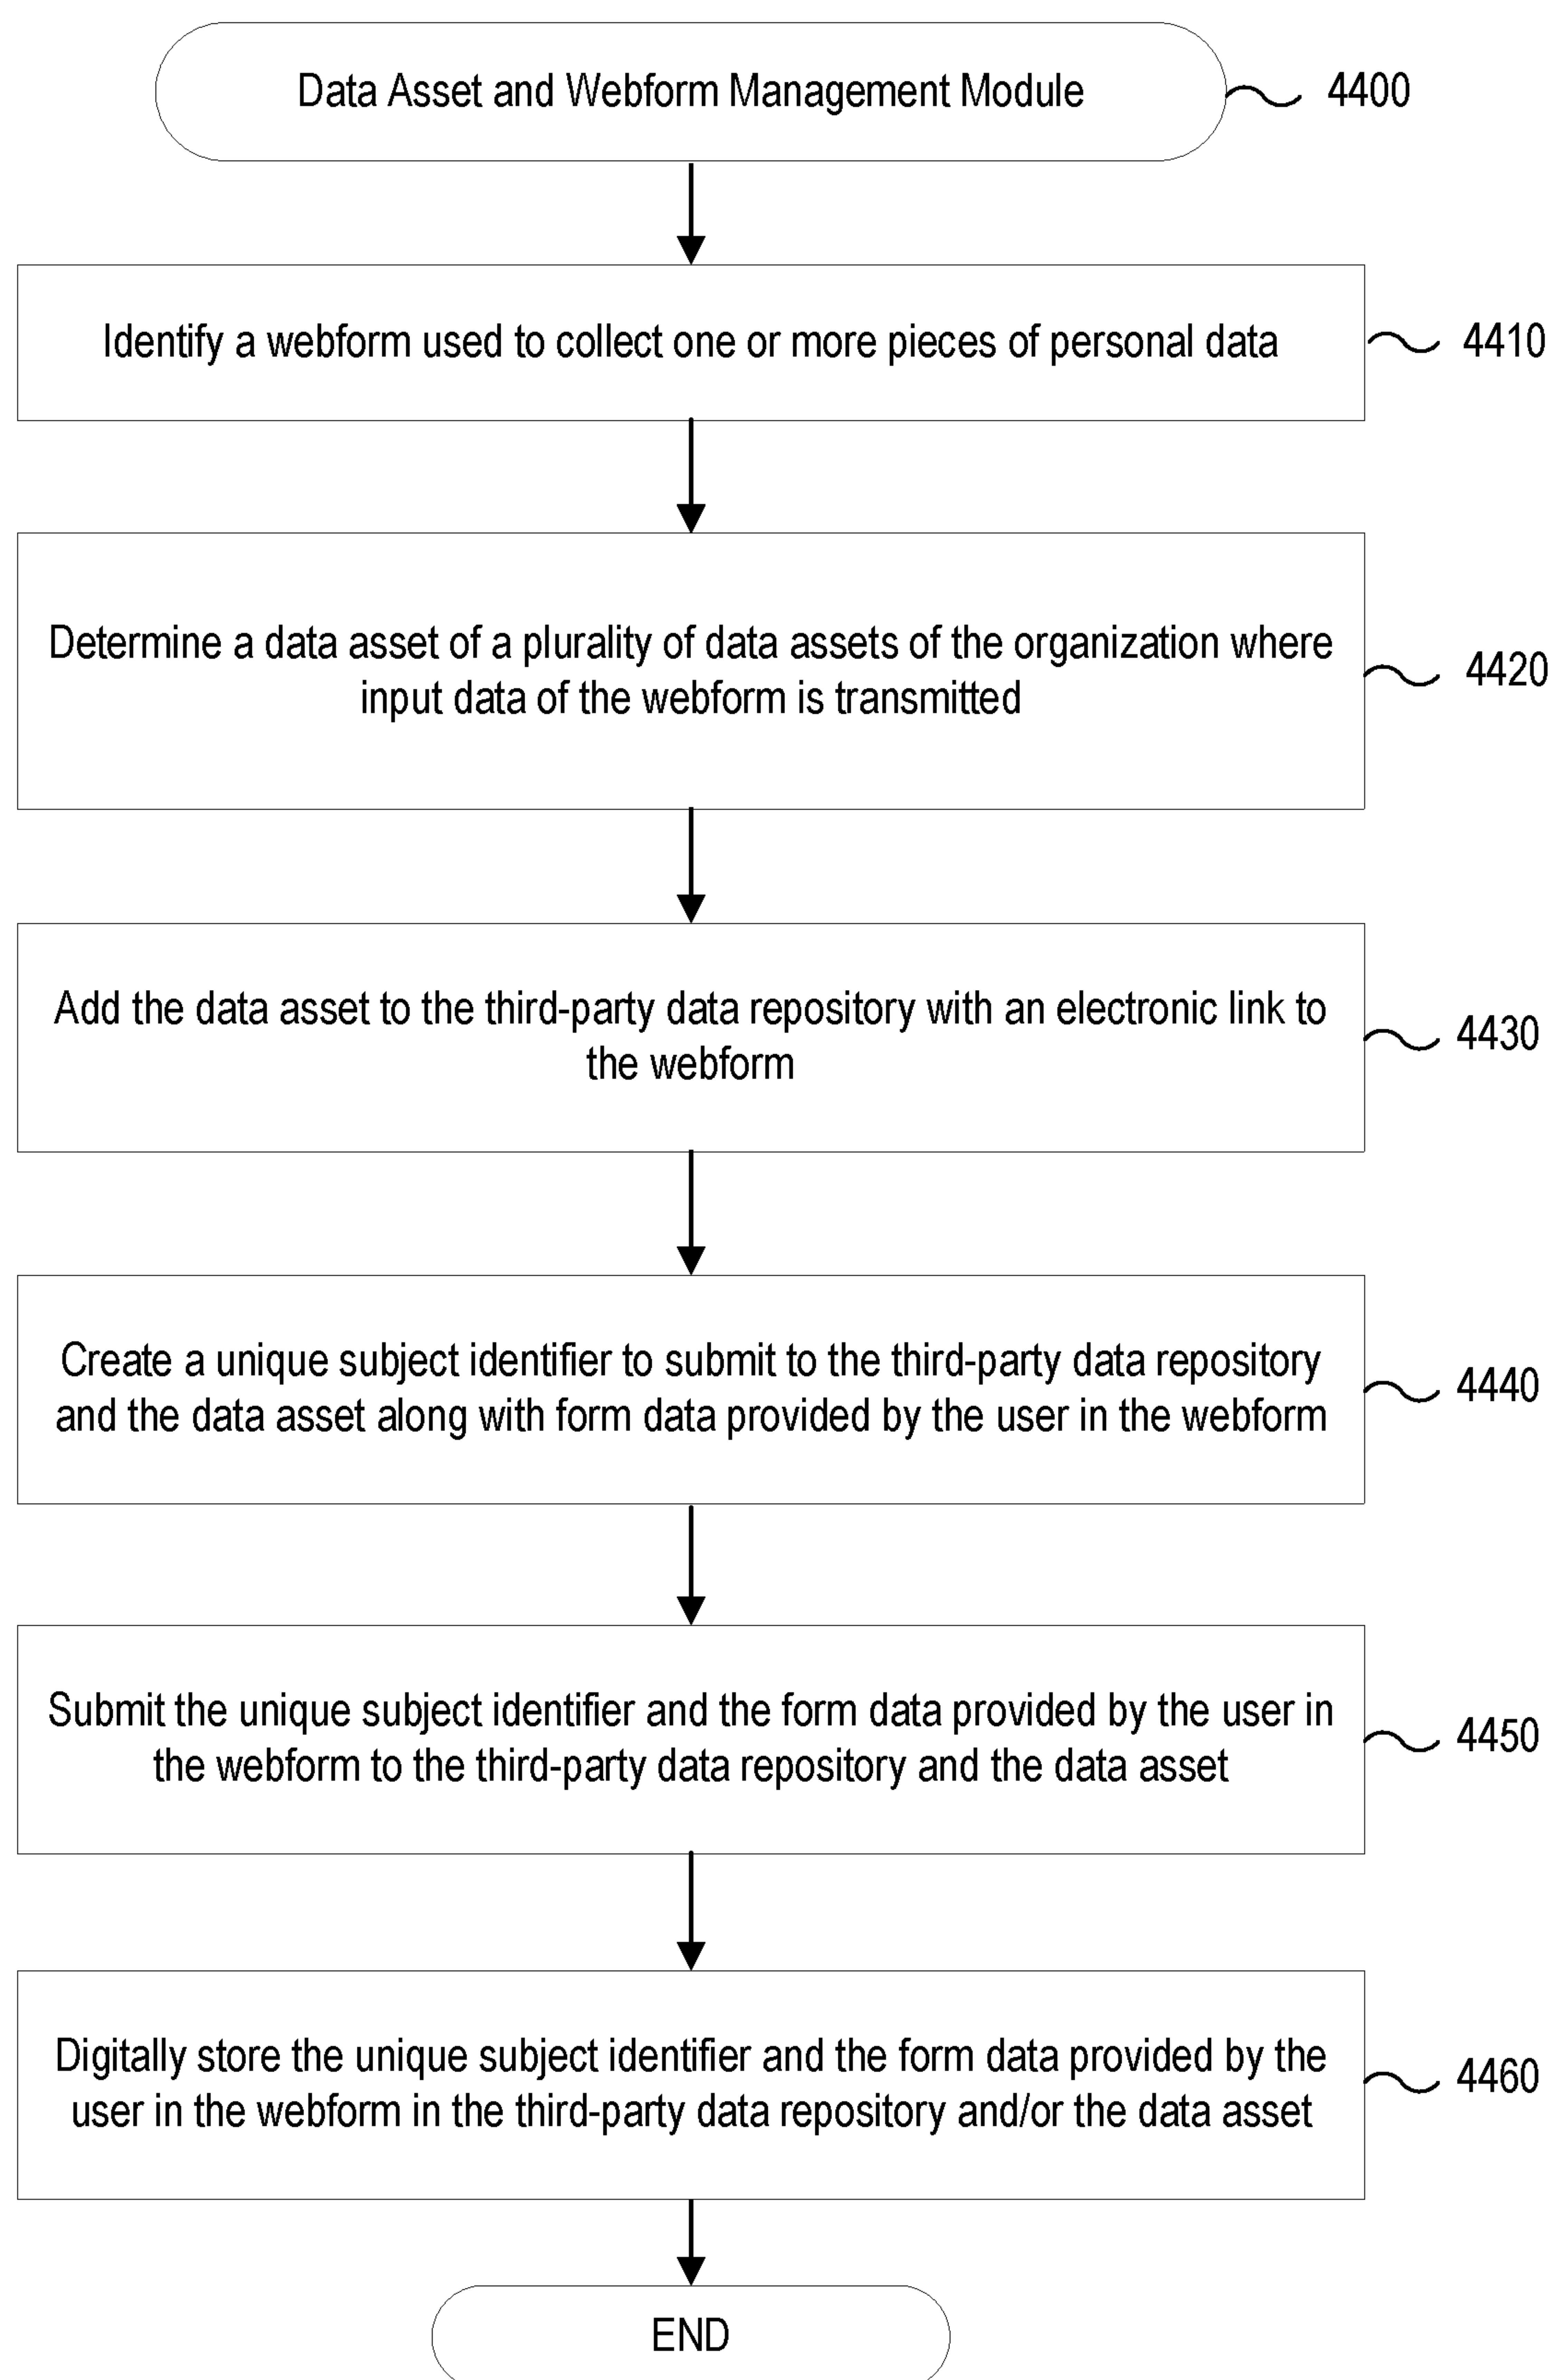 Data Asset and Webform Management Module
4400
Identify a webform used to collect one or more pieces of personal data
4410
Determine a data asset of a plurality of data assets of the organization where
input data of the webform is transmitted
4420
Add the data asset to the third-party data repository with an electronic link to
the webform
4430
Create a unique subject identifier to submit to the third-party data repository
and the data asset along with form data provided by the user in the webform
4440
Submit the unique subject identifier and the form data provided by the user in
the webform to the third-party data repository and the data asset
4450
Digitally store the unique subject identifier and the form data provided by the
user in the webform in the third-party data repository and/or the data asset
4460
END